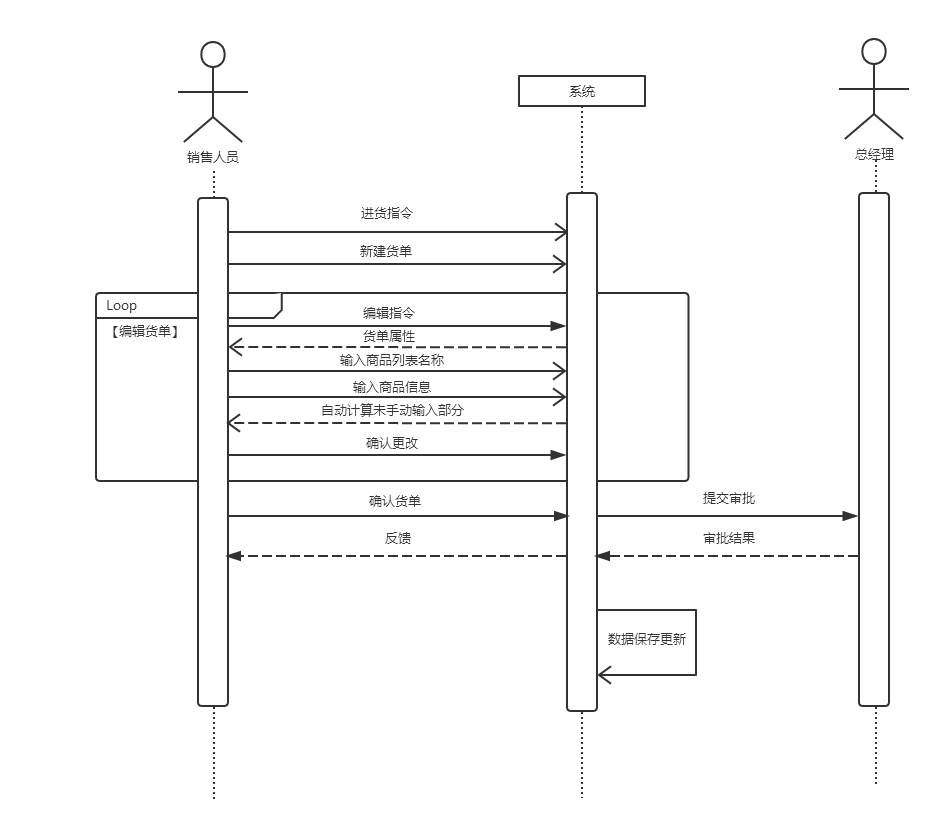 销售人员
系统
总经理
进货指令
新建货单
Loop
【编辑货单】
编辑指令
货单属性
输入商品列表名称
输入商品信息
自动计算未手动输入部分
确认更改
确认货单
提交审批
反馈
审批结果
数据保存更新